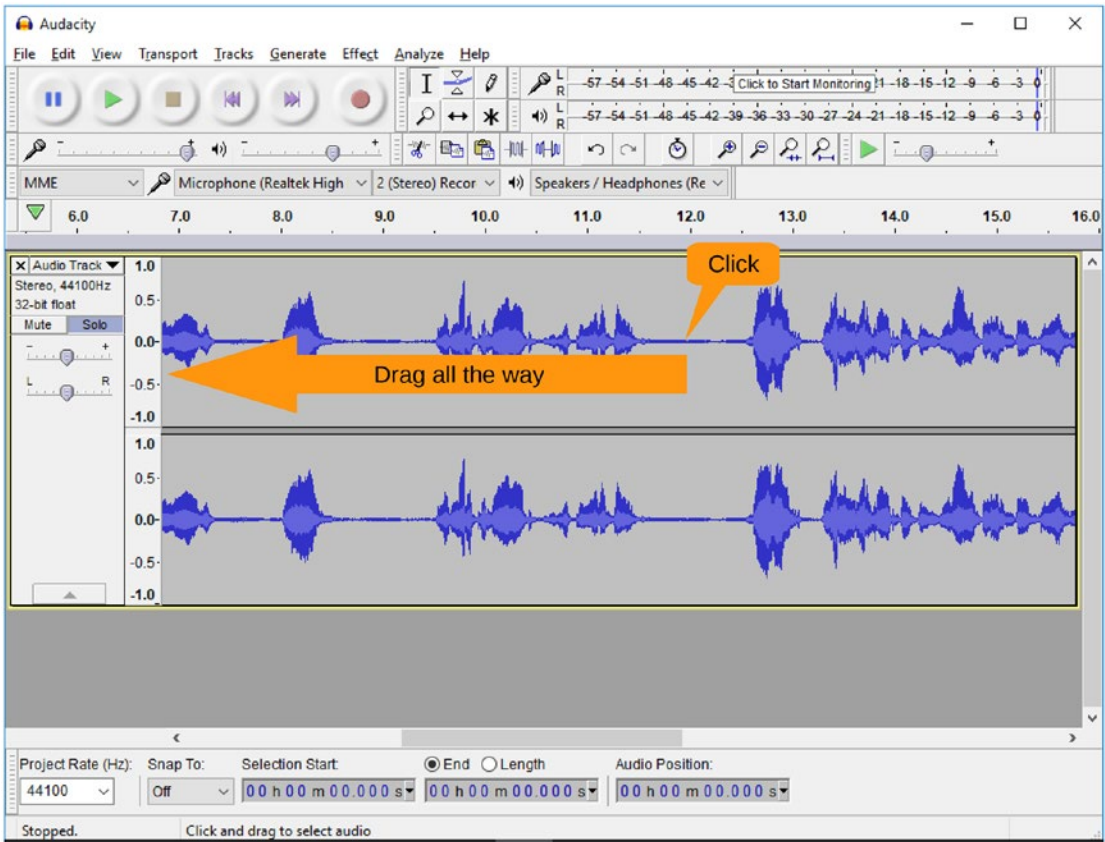 Audacity
File Edit View Transport Tracks Generate Effect Analyze Help
L
R
-57 -54 -51 -48 -45 -42 -3 Click to Start Monitoring 21 -18 -15 -12 -9 -6 -3 0
L
R
-57 -54 -51 -48 -45 -42 -39 -36 -33 -30 -27 -24 -21 -18 -15 -12 -9 -6 -3 0
- + - + - +
MME Microphone (Realtek High 2 (Stereo) Recor Speakers / Headphones (Re
6.0 7.0 8.0 9.0 10.0 11.0 12.0 13.0 14.0 15.0 16.0
X Audio Track
Stereo, 44100Hz
32-bit float
Mute Solo
- +
L R
1.0
0.5
0.0
-0.5
-1.0
Click
Drag all the way
1.0
0.5
0.0
-0.5
-1.0
Project Rate (Hz): Snap To: Selection Start: End Length Audio Position:
44100 Off 00 h 00 m 00.000 s 00 h 00 m 00.000 s 00 h 00 m 00.000 s
Stopped. Click and drag to select audio